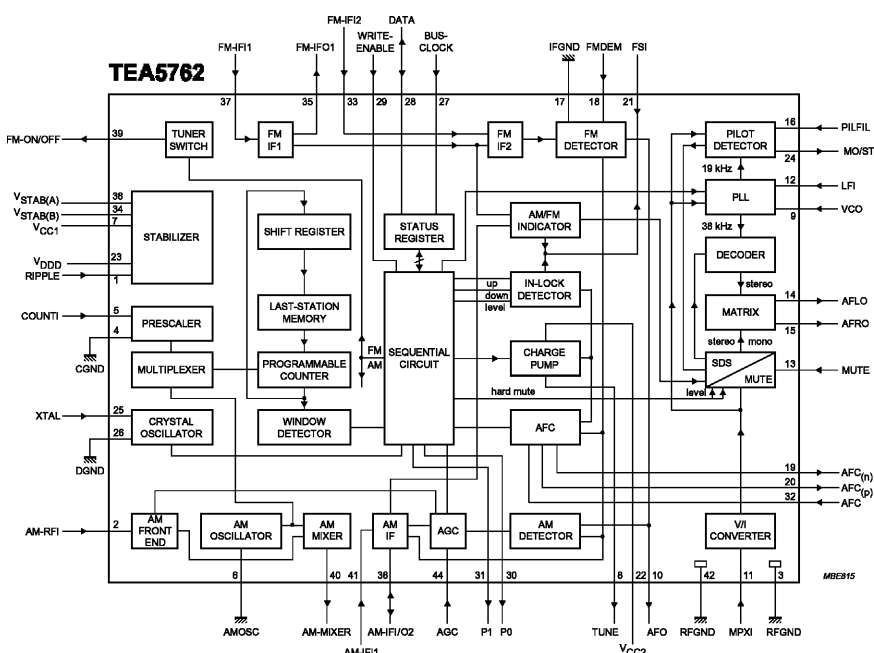 FM-IFI2 DATA
FM-IFI1 FM-IFO1 WRITE-ENABLE BUS-CLOCK IFGND FMDEM FSI
TEA5762
37 35 33 29 28 27 17 18 21
FM-ON/OFF 39 TUNER SWITCH FM IF1 FM IF2 FM DETECTOR PILOT DETECTOR 16 PILFIL
24 MO/ST
19 kHz
VSTAB(A) 38 PLL 12 LFI
VSTAB(B) 34 STABILIZER SHIFT REGISTER STATUS REGISTER AM/FM INDICATOR 9 VCO
VCC1 7
38 kHz
VDDD 23 DECODER
RIPPLE 1
up IN-LOCK DETECTOR stereo
down
level
COUNTI 5 PRESCALER LAST-STATION MEMORY MATRIX 14 AFLO
CGND 4 15 AFRO
stereo mono
MULTIPLEXER PROGRAMMABLE COUNTER FM SEQUENTIAL CIRCUIT CHARGE PUMP SDS MUTE 13 MUTE
AM
hard mute level
XTAL 25 CRYSTAL OSCILLATOR WINDOW DETECTOR AFC
DGND 26
19 AFC(n)
20 AFC(p)
32 AFC
AM-RFI 2 AM FRONT END AM OSCILLATOR AM MIXER AM IF AGC AM DETECTOR V/I CONVERTER
6 40 41 36 44 31 30 8 22 10 42 11 3 MBE815
AMOSC AM-MIXER AM-IFI/O2 AGC P1 P0 TUNE AFO RFGND MPXI RFGND
AM-IFI1 VCC2